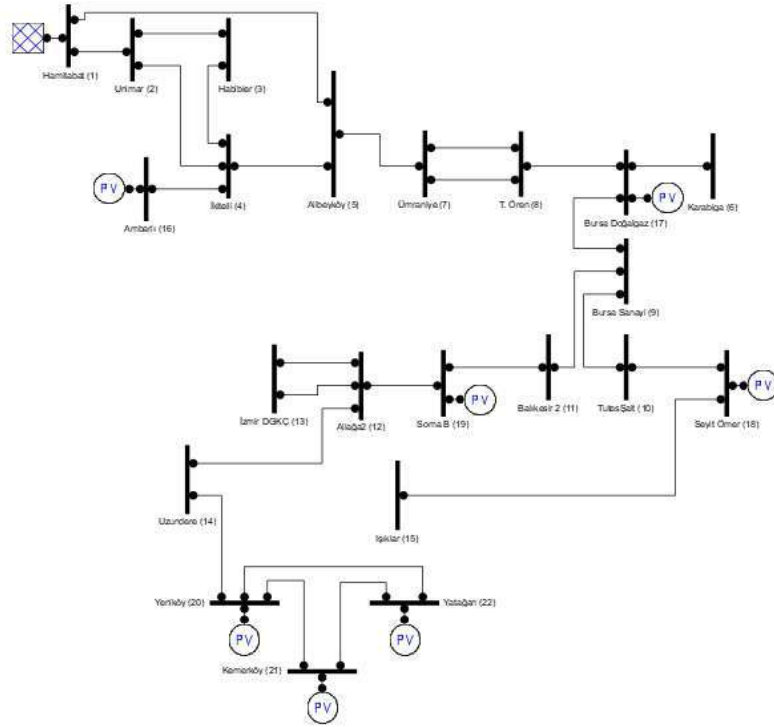 Hamitabat (1)
Unimar (2)
Habibler (3)
PV
Ambarlı (16)
İkitelli (4)
Alibeyköy (5)
Ümraniye (7)
T. Ören (8)
Bursa Doğalgaz (17)
PV
Karabiga (6)
Bursa Sanayi (9)
İzmir DGKÇ (13)
Aliağa2 (12)
Soma B (19)
PV
Balıkesir 2 (11)
TutesŞalt (10)
Seyit Ömer (18)
PV
Uzundere (14)
Işıklar (15)
Yeniköy (20)
PV
Yatağan (22)
PV
Kemerköy (21)
PV